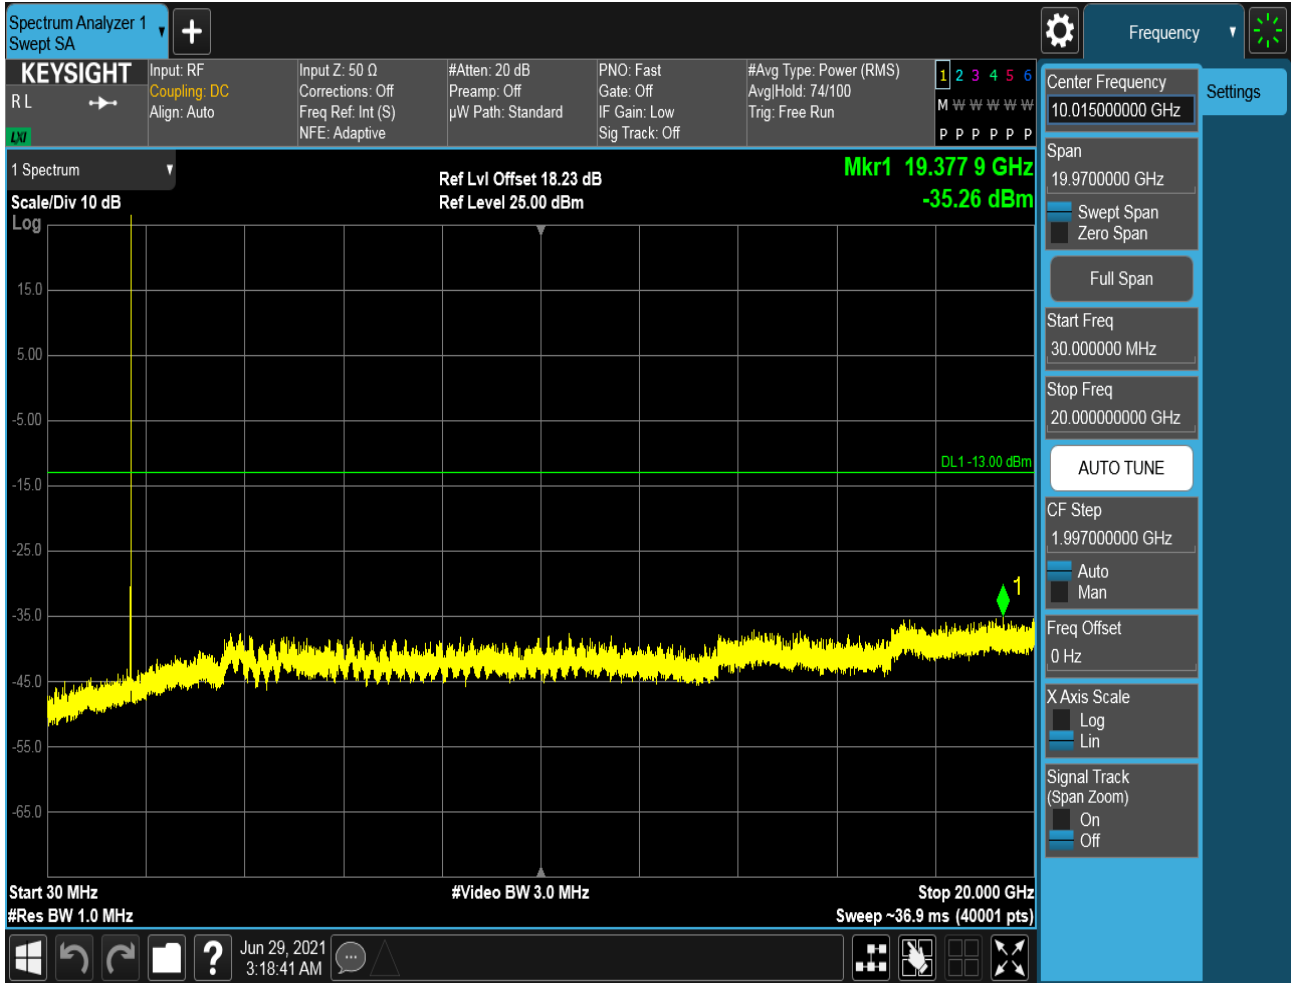 Spectrum Analyzer 1
Swept SA
Frequency
KEYSIGHT
R L
LXI
Input: RF
Coupling: DC
Align: Auto
Input Z: 50 Ω
Corrections: Off
Freq Ref: Int (S)
NFE: Adaptive
#Atten: 20 dB
Preamp: Off
µW Path: Standard
PNO: Fast
Gate: Off
IF Gain: Low
Sig Track: Off
#Avg Type: Power (RMS)
Avg|Hold: 74/100
Trig: Free Run
1 2 3 4 5 6
M W W W W W
P P P P P P
1 Spectrum
Scale/Div 10 dB
Log
Ref Lvl Offset 18.23 dB
Ref Level 25.00 dBm
Mkr1 19.377 9 GHz
-35.26 dBm
15.0
5.00
-5.00
-15.0
-25.0
-35.0
-45.0
-55.0
-65.0
DL1 -13.00 dBm
1
Start 30 MHz
#Res BW 1.0 MHz
#Video BW 3.0 MHz
Stop 20.000 GHz
Sweep ~36.9 ms (40001 pts)
Center Frequency
10.015000000 GHz
Settings
Span
19.9700000 GHz
Swept Span
Zero Span
Full Span
Start Freq
30.000000 MHz
Stop Freq
20.000000000 GHz
AUTO TUNE
CF Step
1.997000000 GHz
Auto
Man
Freq Offset
0 Hz
X Axis Scale
Log
Lin
Signal Track
(Span Zoom)
On
Off
?
Jun 29, 2021
3:18:41 AM